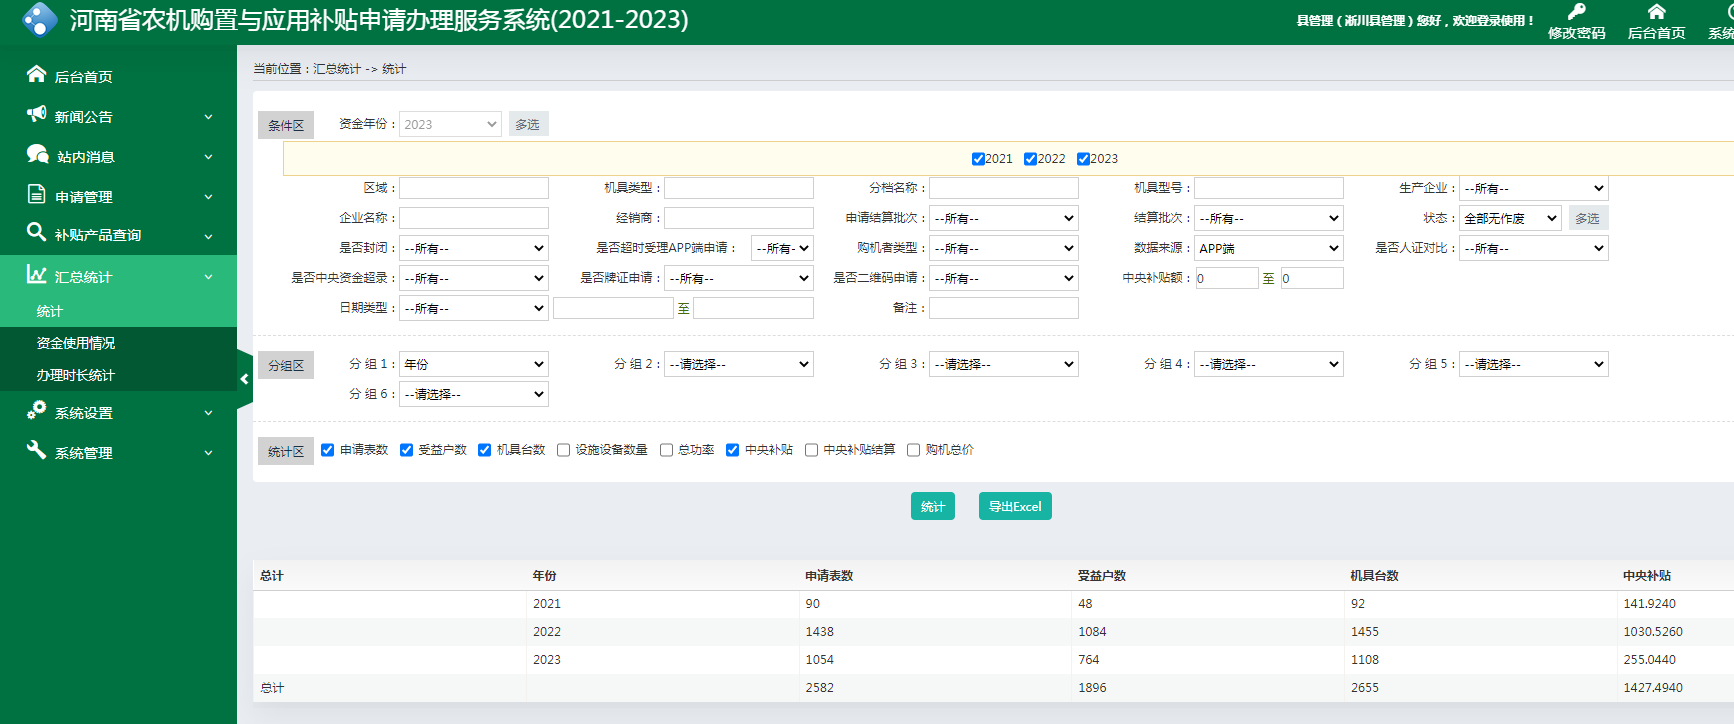 河南省农机购置与应用补贴申请办理服务系统(2021-2023)
县管理（淅川县管理）您好，欢迎登录使用！
修改密码
后台首页
系统
后台首页
新闻公告
站内消息
申请管理
补贴产品查询
汇总统计
统计
资金使用情况
办理时长统计
系统设置
系统管理
当前位置：汇总统计 -> 统计
条件区 资金年份： 2023 多选
2021 2022 2023
区域： 机具类型： 分档名称： 机具型号： 生产企业： --所有--
企业名称： 经销商： 申请结算批次： --所有-- 结算批次： --所有-- 状态： 全部无作废 多选
是否封闭： --所有-- 是否超时受理APP端申请： --所有- 购机者类型： --所有-- 数据来源： APP端 是否人证对比： --所有--
是否中央资金超录： --所有-- 是否牌证申请： --所有-- 是否二维码申请： --所有-- 中央补贴额： 0 至 0
日期类型： --所有-- 至 备注：
分组区 分 组 1： 年份 分 组 2： --请选择-- 分 组 3： --请选择-- 分 组 4： --请选择-- 分 组 5： --请选择--
分 组 6： --请选择--
统计区 申请表数 受益户数 机具台数 设施设备数量 总功率 中央补贴 中央补贴结算 购机总价
统计 导出Excel
总计 年份 申请表数 受益户数 机具台数 中央补贴
2021 90 48 92 141.9240
2022 1438 1084 1455 1030.5260
2023 1054 764 1108 255.0440
总计 2582 1896 2655 1427.4940